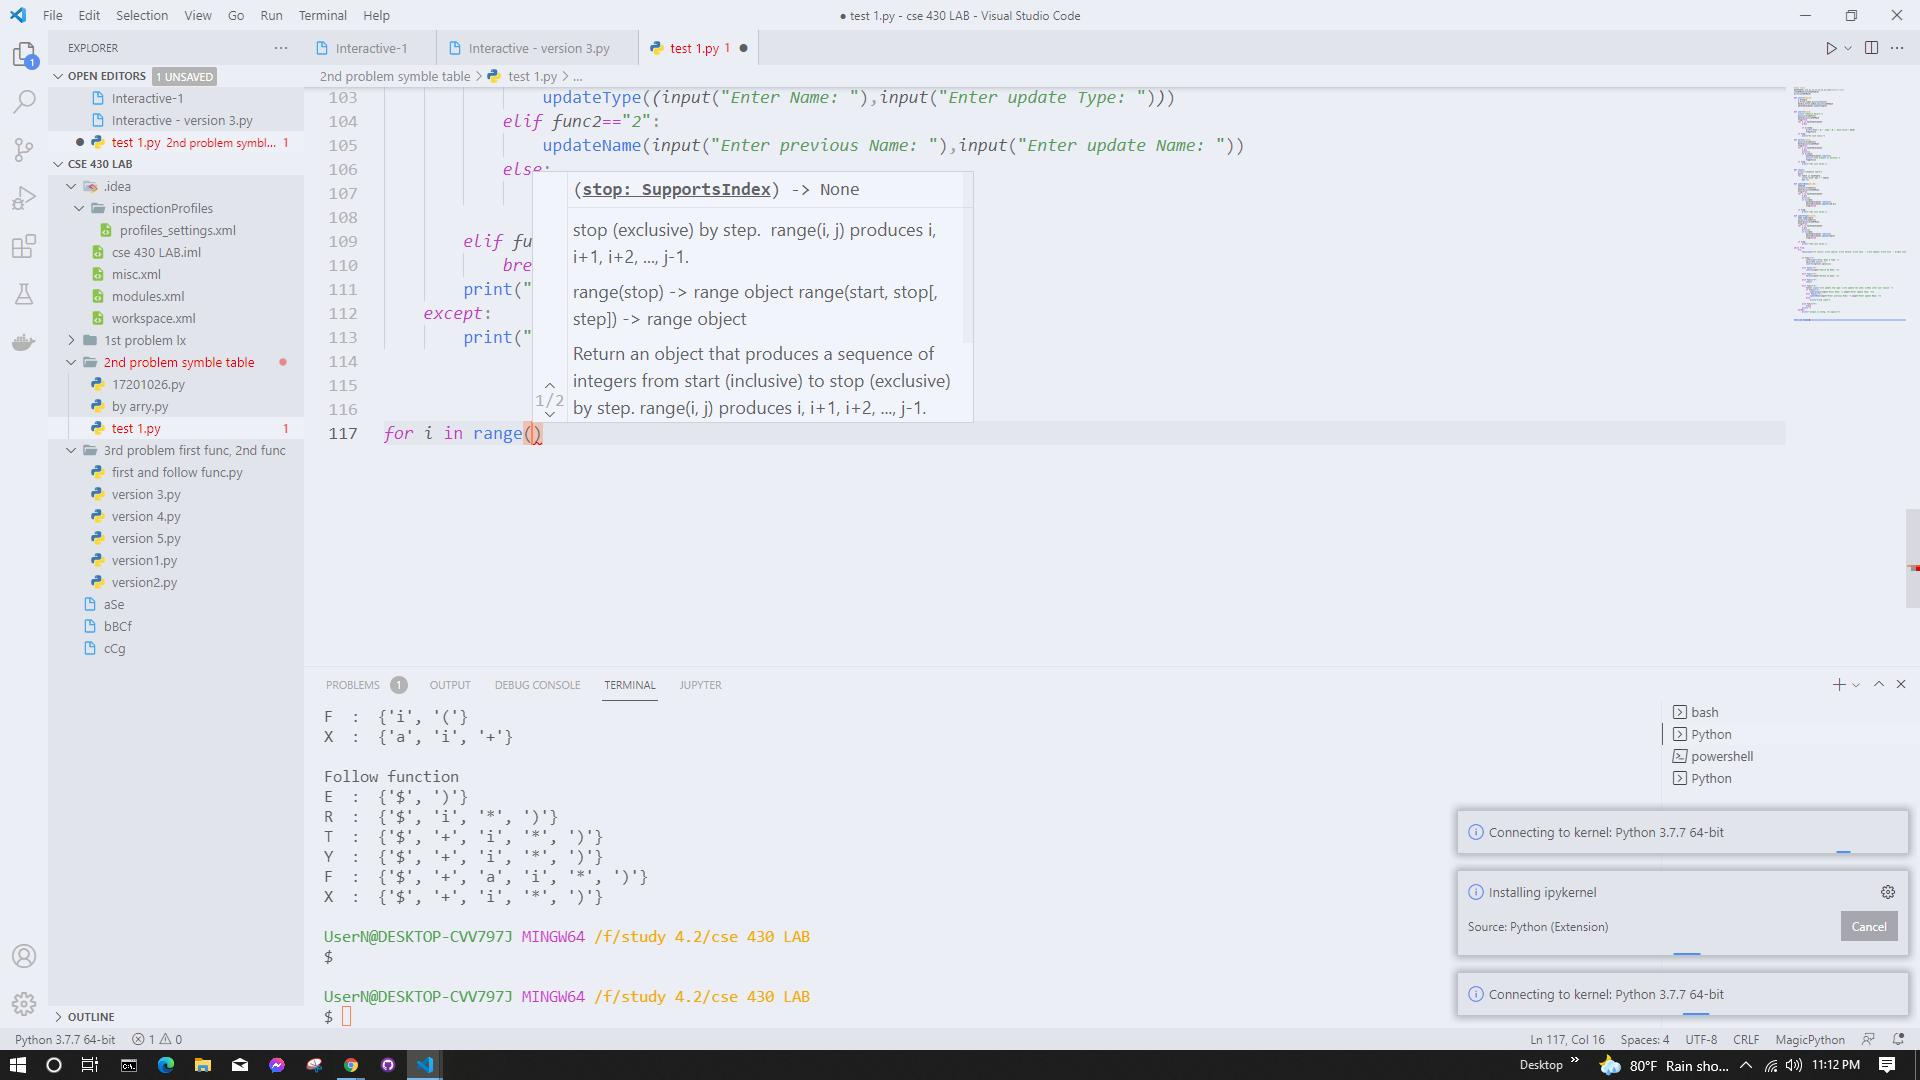 File Edit Selection View Go Run Terminal Help
● test 1.py - cse 430 LAB - Visual Studio Code
EXPLORER
OPEN EDITORS 1 UNSAVED
Interactive-1
Interactive - version 3.py
test 1.py 2nd problem symbl... 1
CSE 430 LAB
.idea
inspectionProfiles
profiles_settings.xml
cse 430 LAB.iml
misc.xml
modules.xml
workspace.xml
1st problem lx
2nd problem symble table
17201026.py
by arry.py
test 1.py 1
3rd problem first func, 2nd func
first and follow func.py
version 3.py
version 4.py
version 5.py
version1.py
version2.py
aSe
bBCf
cCg
OUTLINE
Interactive-1
Interactive - version 3.py
test 1.py 1
2nd problem symble table > test 1.py > ...
103 updateType((input("Enter Name: "),input("Enter update Type: ")))
104 elif func2=="2":
105 updateName(input("Enter previous Name: "),input("Enter update Name: "))
106 else:
107
108
109 elif fu
110 bre
111 print("
112 except:
113 print("
114
115
116
117 for i in range()
(stop: SupportsIndex) -> None
stop (exclusive) by step. range(i, j) produces i,
i+1, i+2, ..., j-1.
range(stop) -> range object range(start, stop[,
step]) -> range object
Return an object that produces a sequence of
integers from start (inclusive) to stop (exclusive)
by step. range(i, j) produces i, i+1, i+2, ..., j-1.
1/2
PROBLEMS 1 OUTPUT DEBUG CONSOLE TERMINAL JUPYTER
F : {'i', '('}
X : {'a', 'i', '+'}
Follow function
E : {'$', ')'}
R : {'$', 'i', '*', ')'}
T : {'$', '+', 'i', '*', ')'}
Y : {'$', '+', 'i', '*', ')'}
F : {'$', '+', 'a', 'i', '*', ')'}
X : {'$', '+', 'i', '*', ')'}
UserN@DESKTOP-CVV797J MINGW64 /f/study 4.2/cse 430 LAB
$
UserN@DESKTOP-CVV797J MINGW64 /f/study 4.2/cse 430 LAB
$
bash
Python
powershell
Python
Connecting to kernel: Python 3.7.7 64-bit
Installing ipykernel
Source: Python (Extension)
Cancel
Connecting to kernel: Python 3.7.7 64-bit
Python 3.7.7 64-bit 1 0
Ln 117, Col 16 Spaces: 4 UTF-8 CRLF MagicPython
Desktop 80°F Rain sho... 11:12 PM